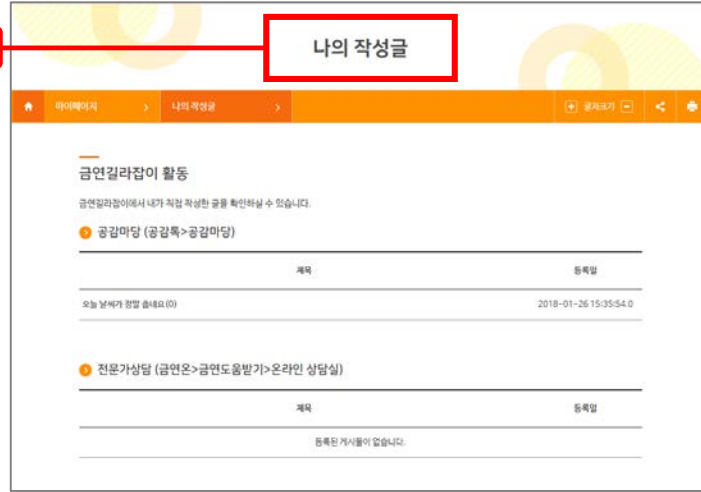 나의 작성글
마이페이지 > 나의 작성글 > + 글자크기 -
금연길라잡이 활동
금연길라잡이에서 내가 직접 작성한 글을 확인하실 수 있습니다.
공감마당 (공감톡>공감마당)
제목 등록일
오늘 날씨가 정말 춥네요 (0) 2018-01-26 15:35:54.0
전문가상담 (금연온>금연도움받기>온라인 상담실)
제목 등록일
등록된 게시물이 없습니다.